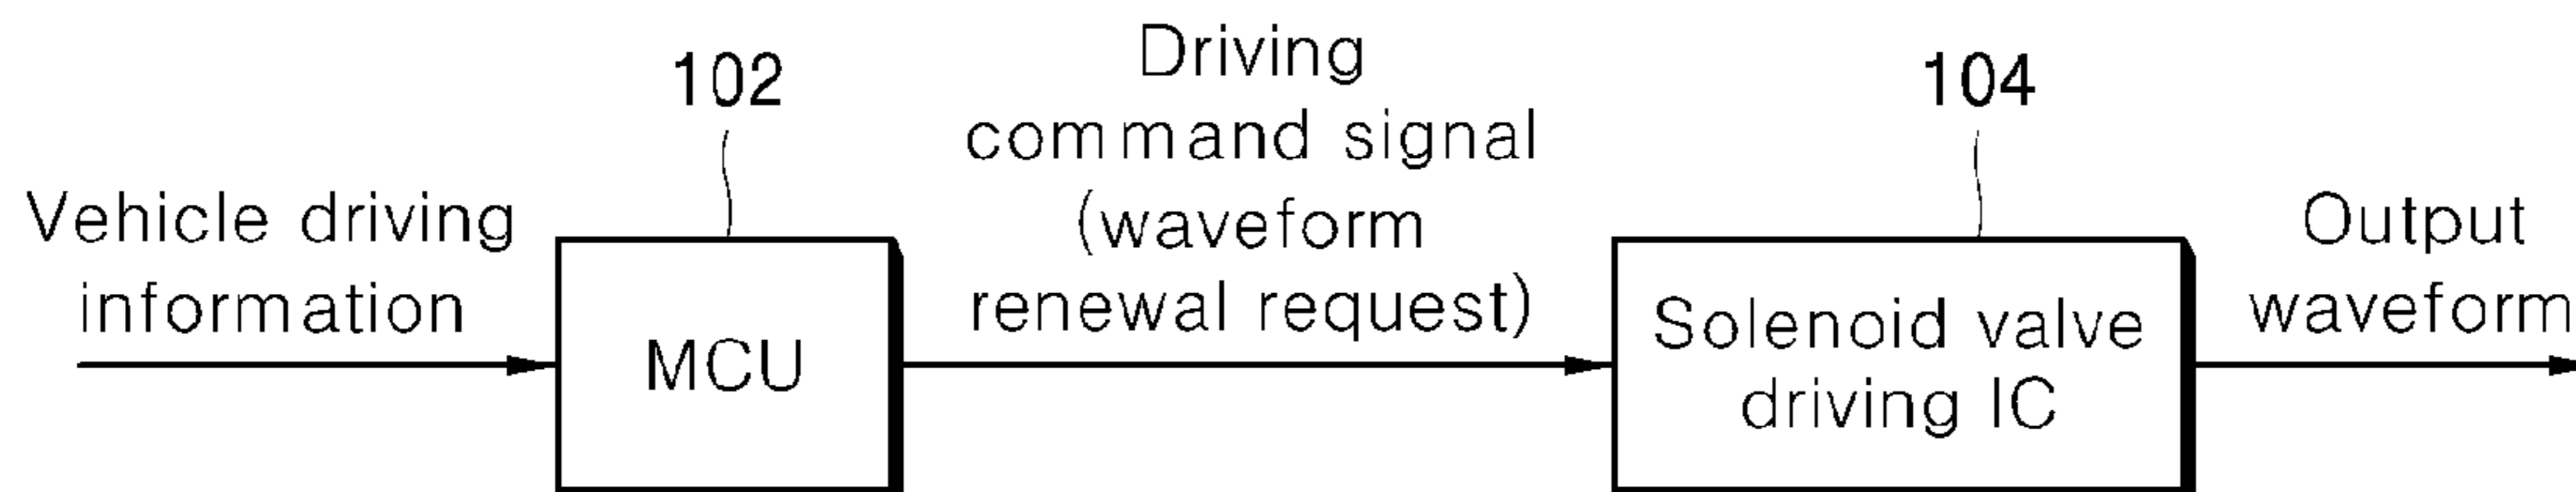 Vehicle driving
information
102
MCU
Driving
command signal
(waveform
renewal request)
104
Solenoid valve
driving IC
Output
waveform